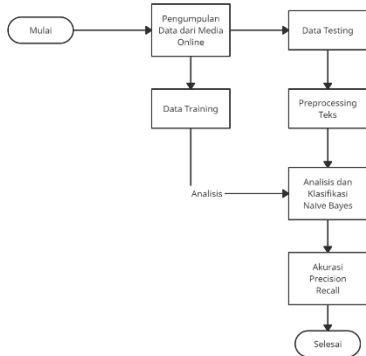 Mulai
Pengumpulan
Data dari Media
Online
Data Testing
Data Training
Preprocessing
Teks
Analisis
Analisis dan
Klasifikasi
Naive Bayes
Akurasi
Precision
Recall
Selesai